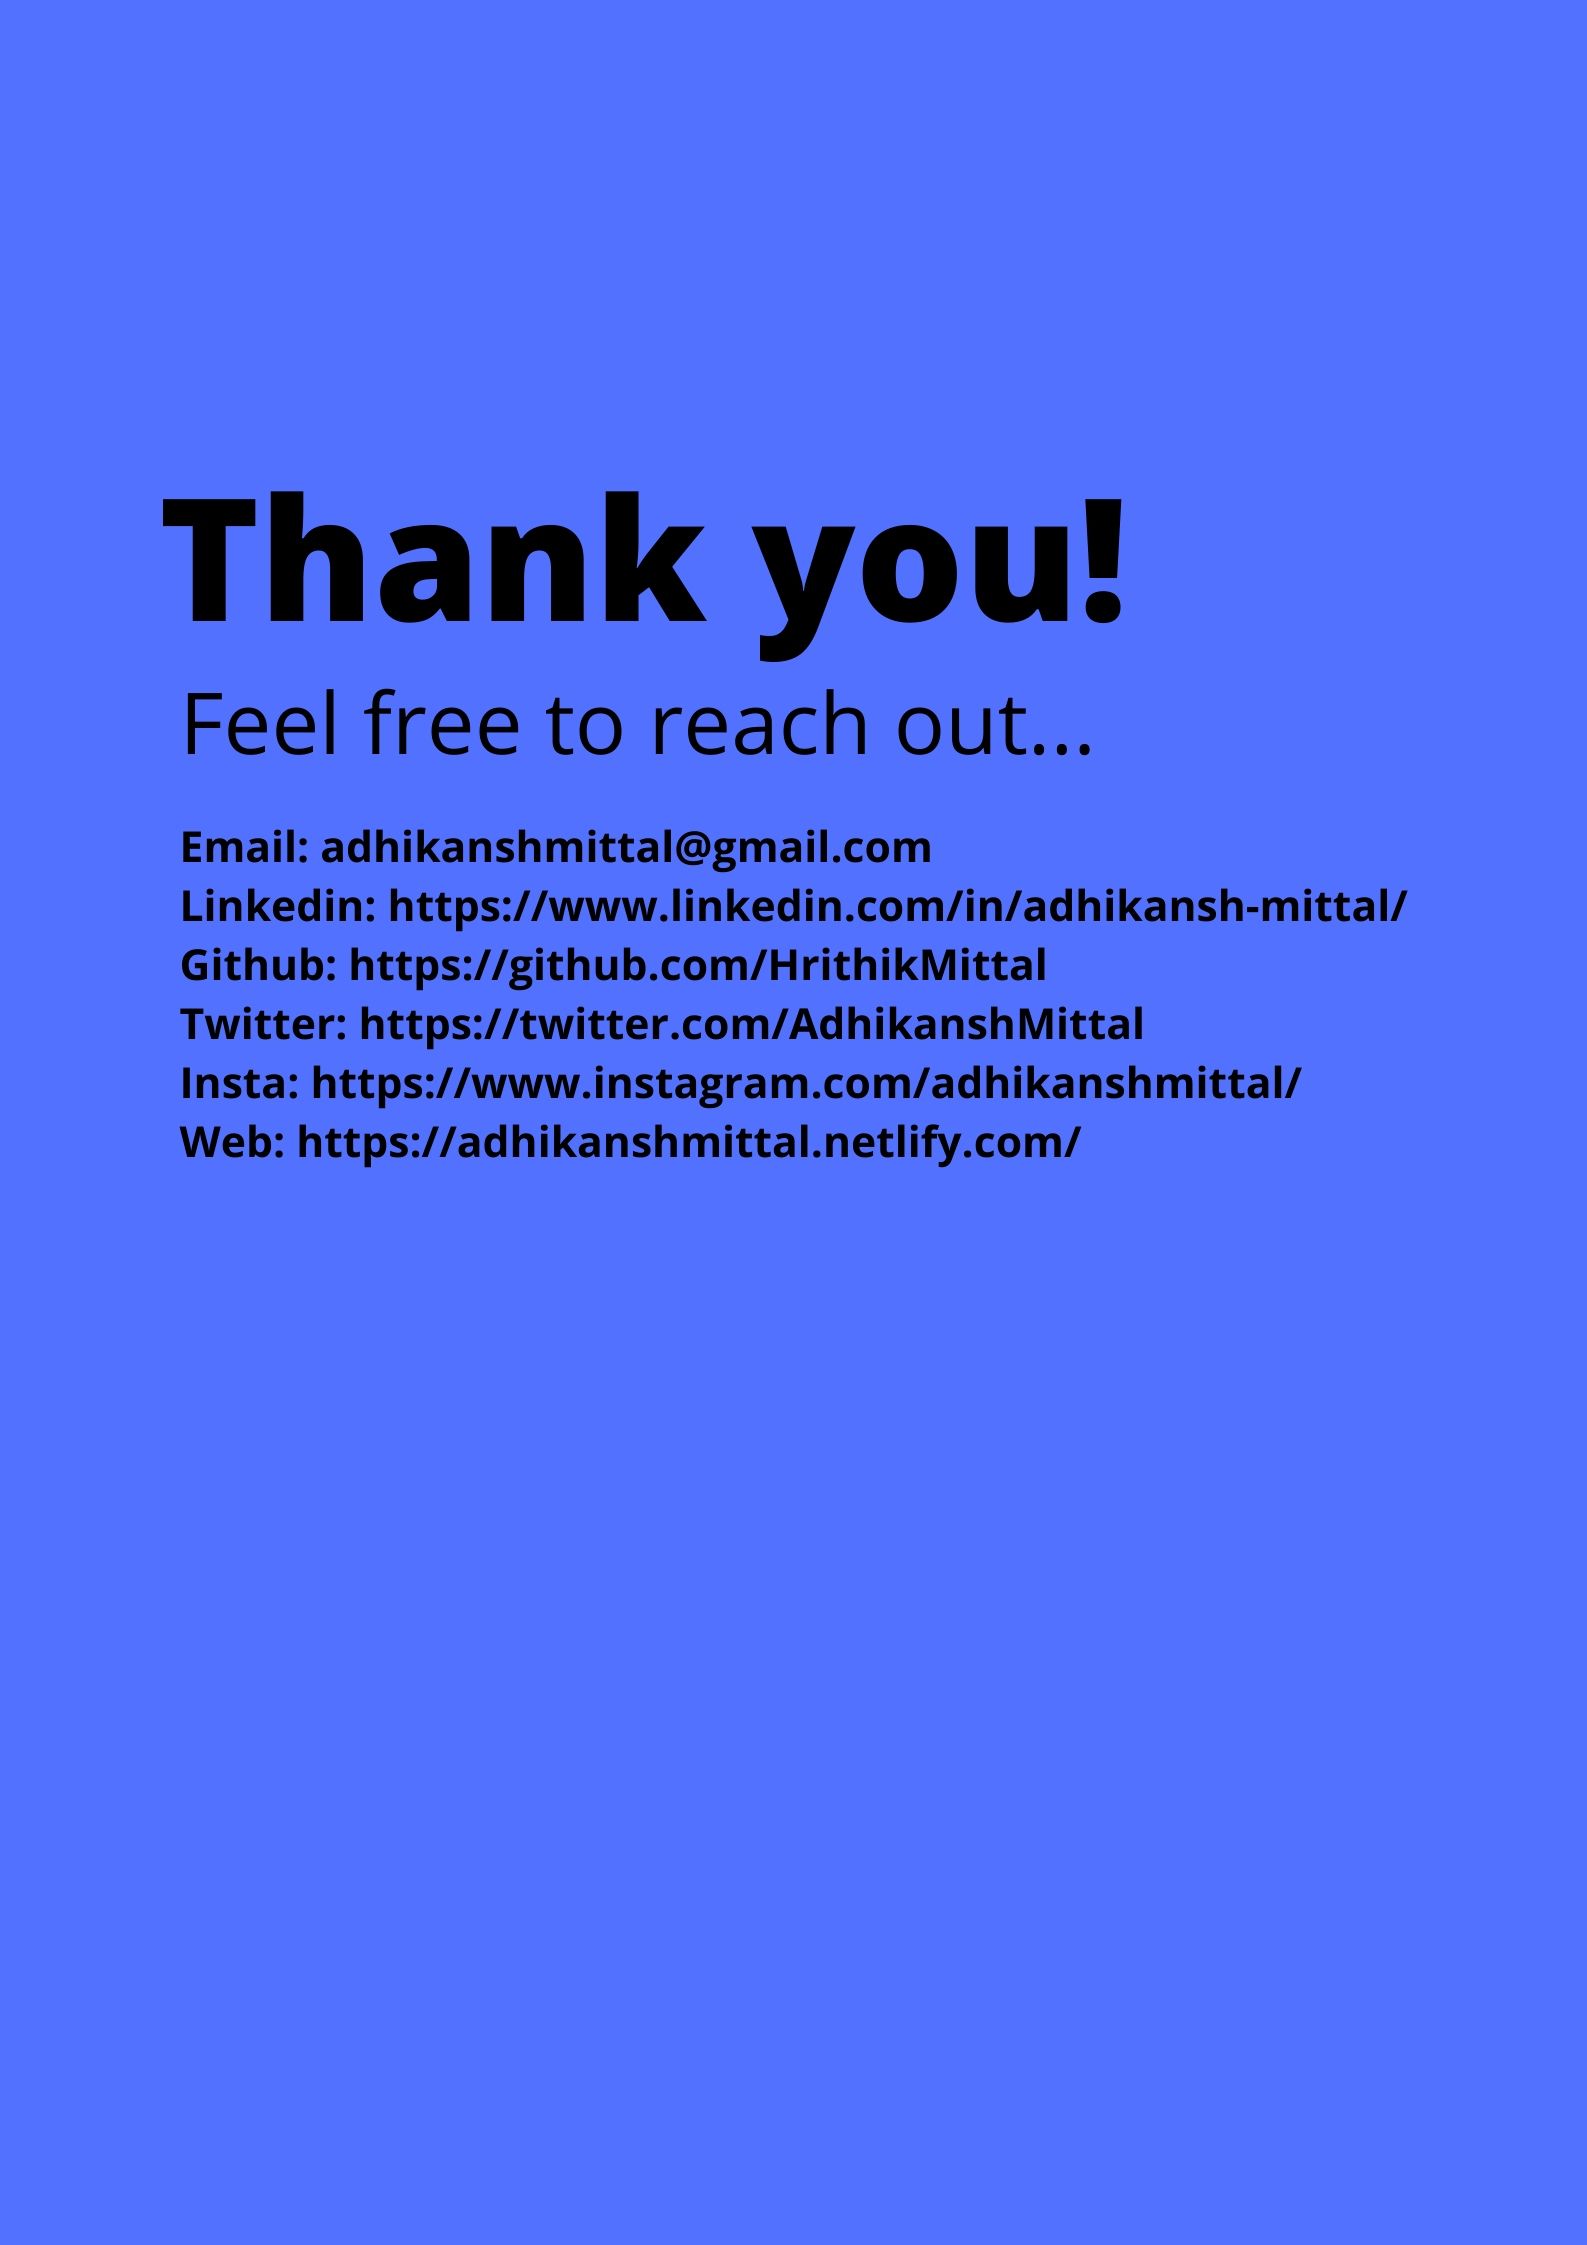 Thank you!
Feel free to reach out...
Email: adhikanshmittal@gmail.com
Linkedin: https://www.linkedin.com/in/adhikansh-mittal/
Github: https://github.com/HrithikMittal
Twitter: https://twitter.com/AdhikanshMittal
Insta: https://www.instagram.com/adhikanshmittal/
Web: https://adhikanshmittal.netlify.com/